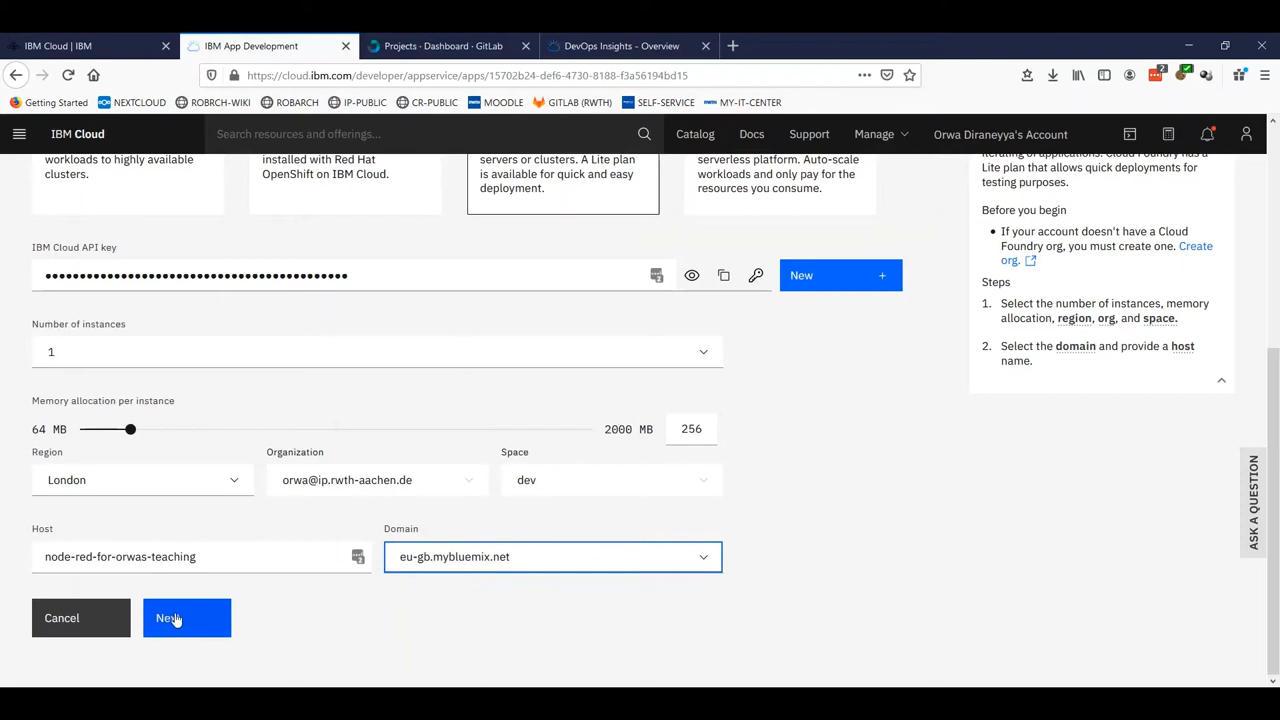 IBM Cloud | IBM
IBM App Development
Projects · Dashboard · GitLab
DevOps Insights - Overview
https://cloud.ibm.com/developer/appservice/apps/15702b24-def6-4730-8188-f3a56194bd15
2
Getting Started
NEXTCLOUD
ROBRCH-WIKI
ROBARCH
IP-PUBLIC
CR-PUBLIC
MOODLE
GITLAB (RWTH)
SELF-SERVICE
MY-IT-CENTER
IBM Cloud
Search resources and offerings...
Catalog
Docs
Support
Manage
Orwa Diraneyya's Account
workloads to highly available
clusters.
installed with Red Hat
OpenShift on IBM Cloud.
servers or clusters. A Lite plan
is available for quick and easy
deployment.
serverless platform. Auto-scale
workloads and only pay for the
resources you consume.
iterating of applications. Cloud Foundry has a
Lite plan that allows quick deployments for
testing purposes.
Before you begin
If your account doesn't have a Cloud
Foundry org, you must create one. Create
org.
Steps
1. Select the number of instances, memory
allocation, region, org, and space.
2. Select the domain and provide a host
name.
IBM Cloud API key
••••••••••••••••••••••••••••••••••••••••••••
New +
Number of instances
1
Memory allocation per instance
64 MB
2000 MB
256
Region
Organization
Space
London
orwa@ip.rwth-aachen.de
dev
Host
Domain
node-red-for-orwas-teaching
eu-gb.mybluemix.net
Cancel
ASK A QUESTION